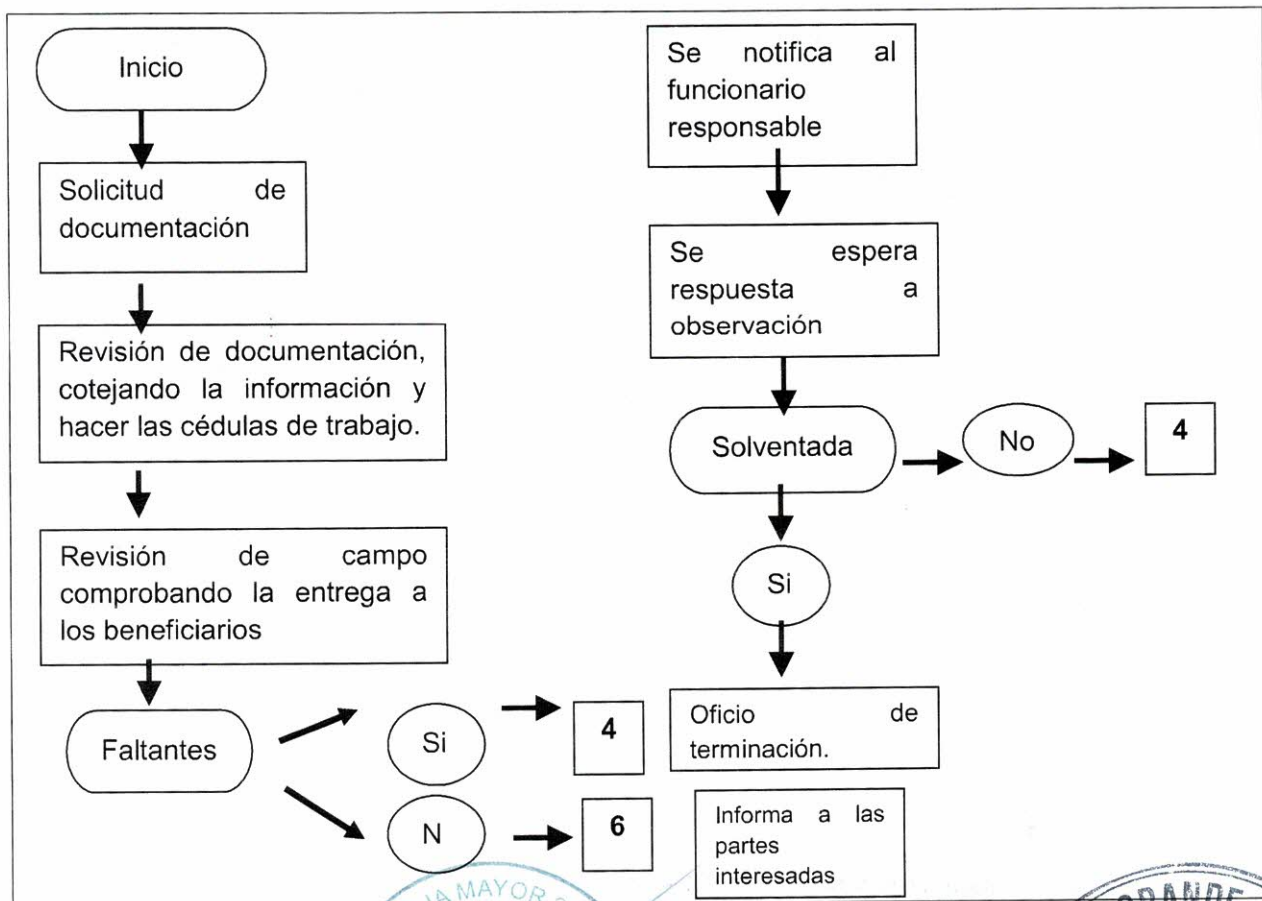 Inicio
Solicitud de
documentación
Revisión de documentación,
cotejando la información y
hacer las cédulas de trabajo.
Revisión de campo
comprobando la entrega a
los beneficiarios
Faltantes
Si
4
N
6
Se notifica al
funcionario
responsable
Se espera
respuesta a
observación
Solventada
No
4
Si
Oficio de
terminación.
Informa a las
partes
interesadas
MAYOR
GRANDE